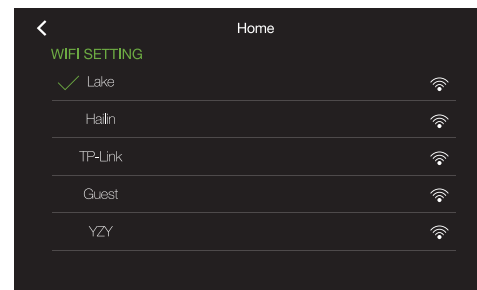 Home
WIFI SETTING
Lake
Hailin
TP-Link
Guest
YZY